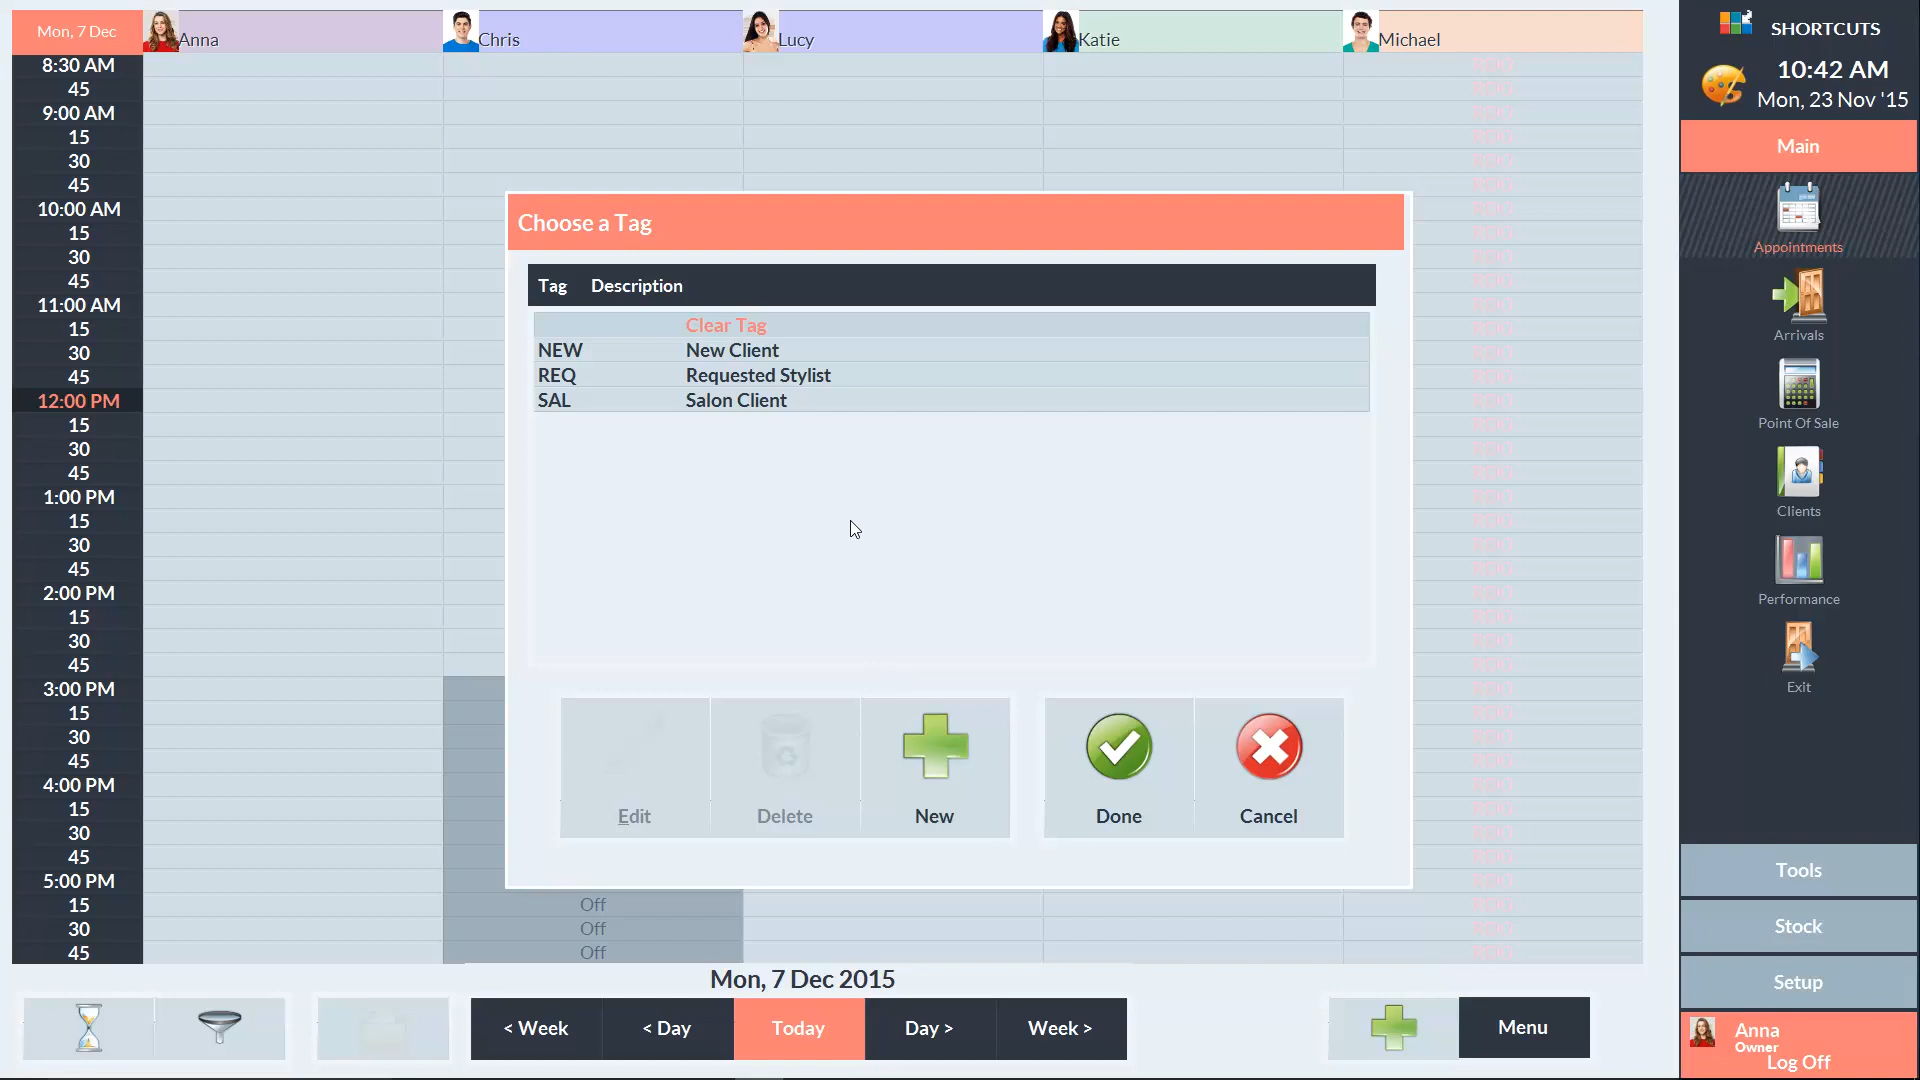 Mon, 7 Dec
Anna
Chris
Lucy
Katie
Michael
8:30 AM
45
9:00 AM
15
30
45
10:00 AM
15
30
45
11:00 AM
15
30
45
12:00 PM
15
30
45
1:00 PM
15
30
45
2:00 PM
15
30
45
3:00 PM
15
30
45
4:00 PM
15
30
45
5:00 PM
15
30
45
Choose a Tag
Tag Description
Clear Tag
NEW New Client
REQ Requested Stylist
SAL Salon Client
Edit
Delete
New
Done
Cancel
Off
Off
Off
Mon, 7 Dec 2015
< Week
< Day
Today
Day >
Week >
Menu
SHORTCUTS
10:42 AM
Mon, 23 Nov '15
Main
Appointments
Arrivals
Point Of Sale
Clients
Performance
Exit
Tools
Stock
Setup
Anna
Owner
Log Off